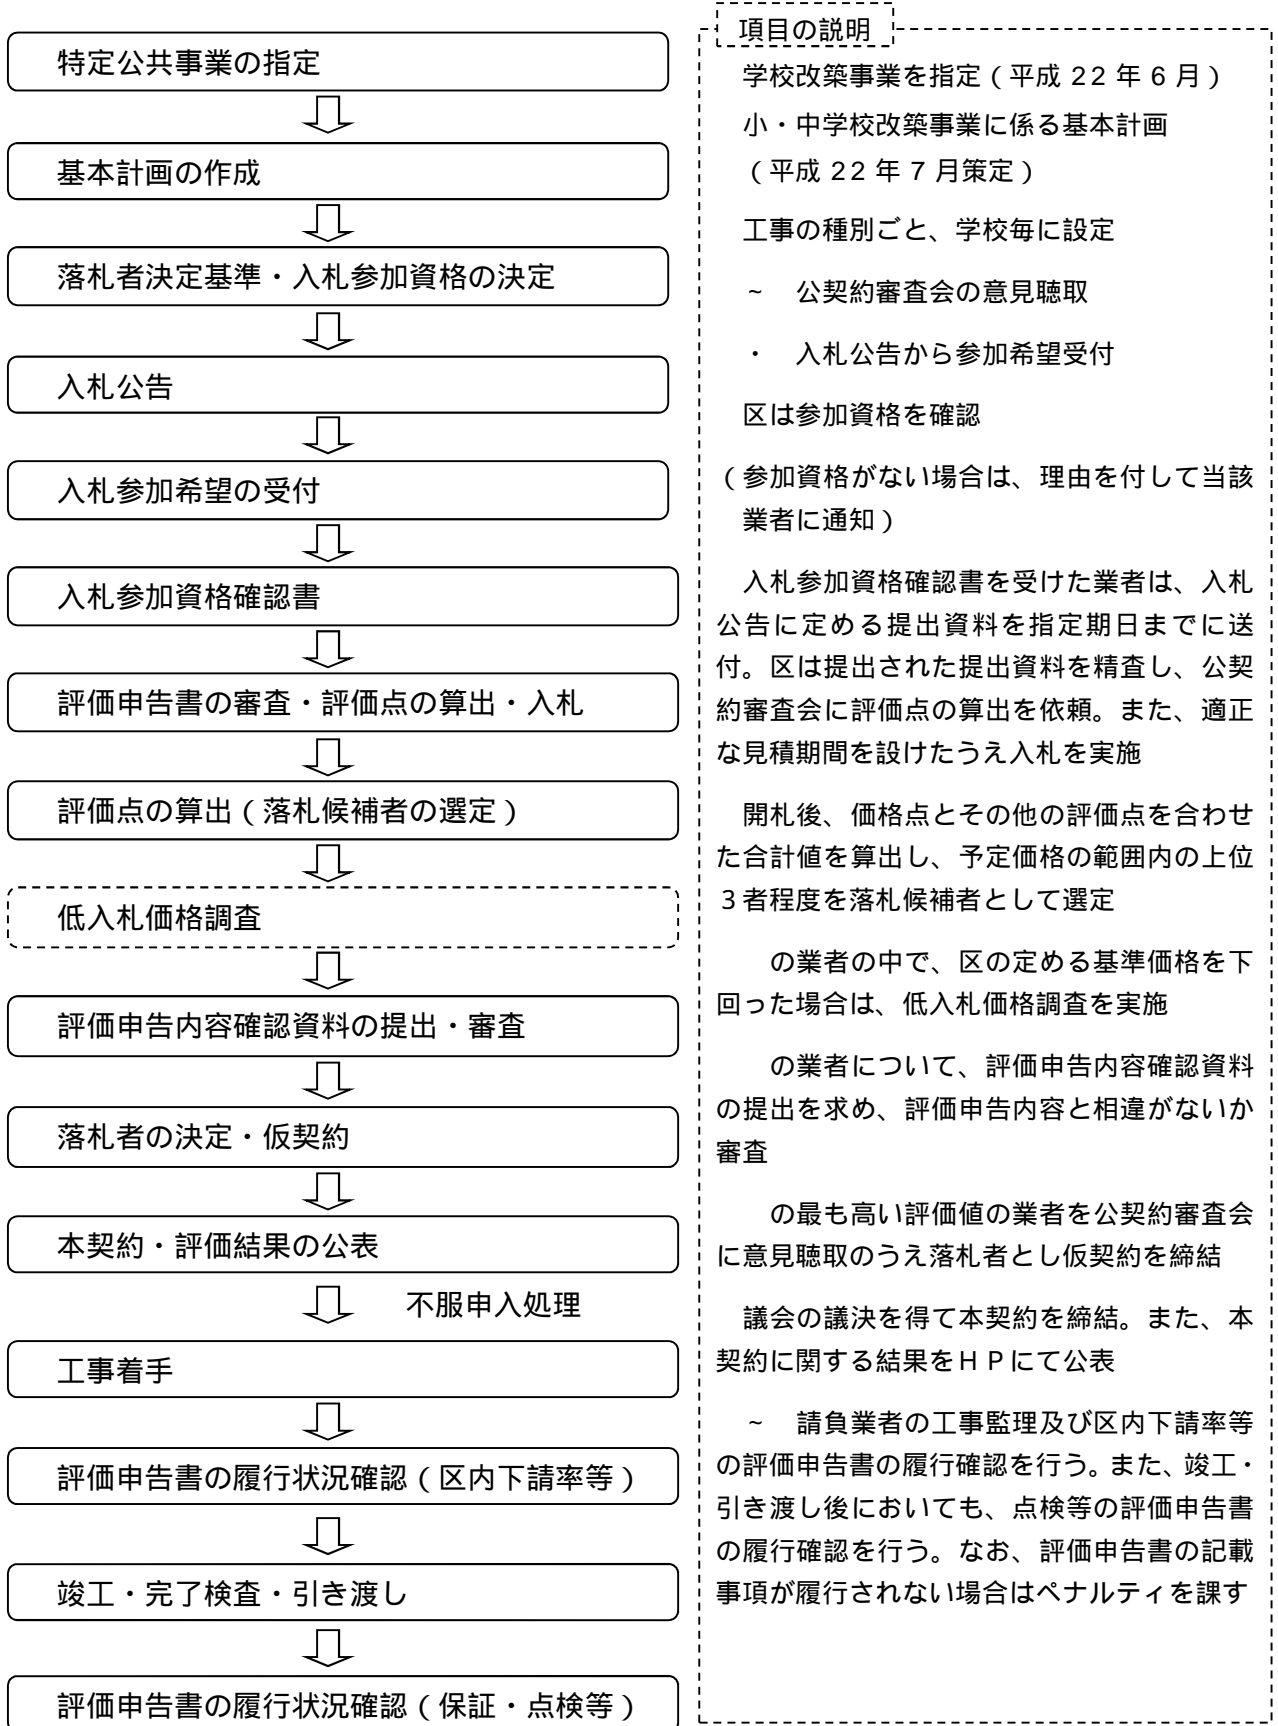 特定公共事業の指定
基本計画の作成
落札者決定基準・入札参加資格の決定
入札公告
入札参加希望の受付
入札参加資格確認書
評価申告書の審査・評価点の算出・入札
評価点の算出(落札候補者の選定)
低入札価格調査
評価申告内容確認資料の提出・審査
落札者の決定・仮契約
本契約・評価結果の公表
不服申入処理
工事着手
評価申告書の履行状況確認(区内下請率等)
竣工・完了検査・引き渡し
評価申告書の履行状況確認(保証・点検等)
項目の説明
学校改築事業を指定(平成 22 年 6 月)
小・中学校改築事業に係る基本計画
(平成 22 年 7 月策定)
工事の種別ごと、学校毎に設定
~ 公契約審査会の意見聴取
・ 入札公告から参加希望受付
区は参加資格を確認
(参加資格がない場合は、理由を付して当該
業者に通知)
入札参加資格確認書を受けた業者は、入札
公告に定める提出資料を指定期日までに送
付。区は提出された提出資料を精査し、公契
約審査会に評価点の算出を依頼。また、適正
な見積期間を設けたうえ入札を実施
開札後、価格点とその他の評価点を合わせ
た合計値を算出し、予定価格の範囲内の上位
3者程度を落札候補者として選定
の業者の中で、区の定める基準価格を下
回った場合は、低入札価格調査を実施
の業者について、評価申告内容確認資料
の提出を求め、評価申告内容と相違がないか
審査
の最も高い評価値の業者を公契約審査会
に意見聴取のうえ落札者とし仮契約を締結
議会の議決を得て本契約を締結。また、本
契約に関する結果をHPにて公表
~ 請負業者の工事監理及び区内下請率等
の評価申告書の履行確認を行う。また、竣工・
引き渡し後においても、点検等の評価申告書
の履行確認を行う。なお、評価申告書の記載
事項が履行されない場合はペナルティを課す